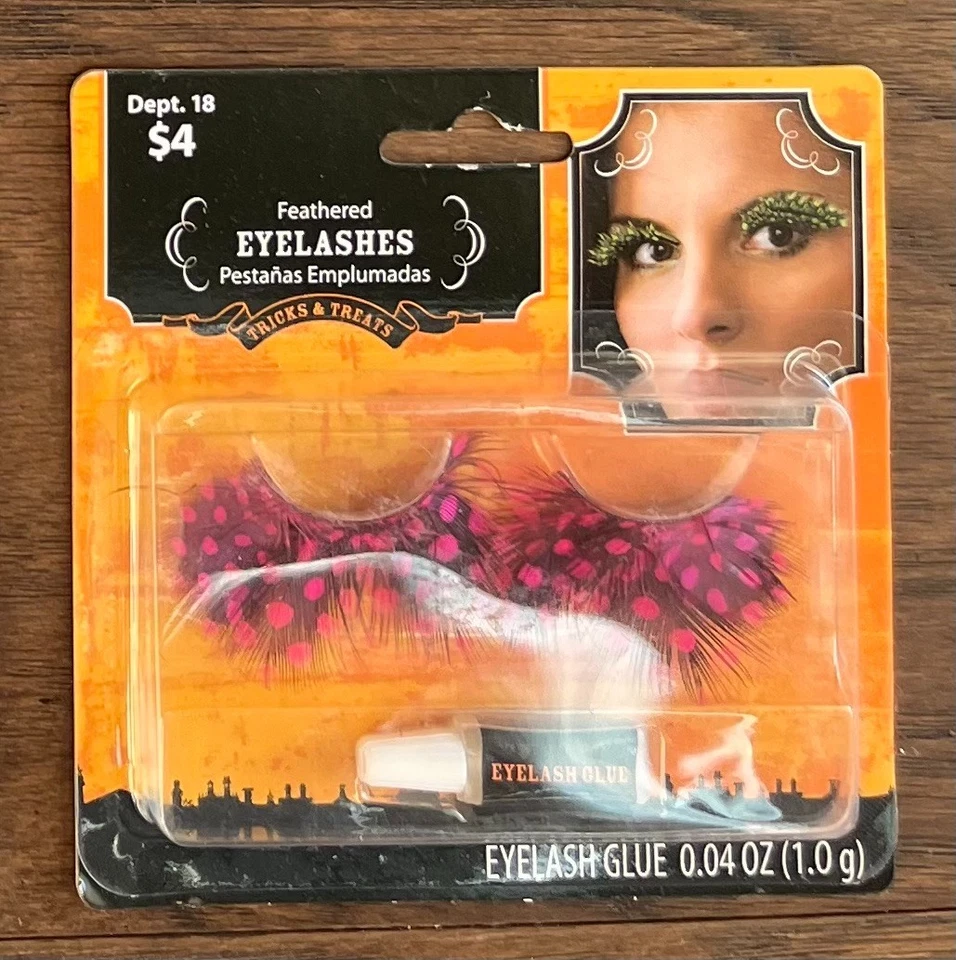 Dept. 18
$4
Feathered
EYELASHES
Pestañas Emplumadas
TRICKS & TREATS
EYELASH GLUE
EYELASH GLUE 0.04 OZ (1.0 g)